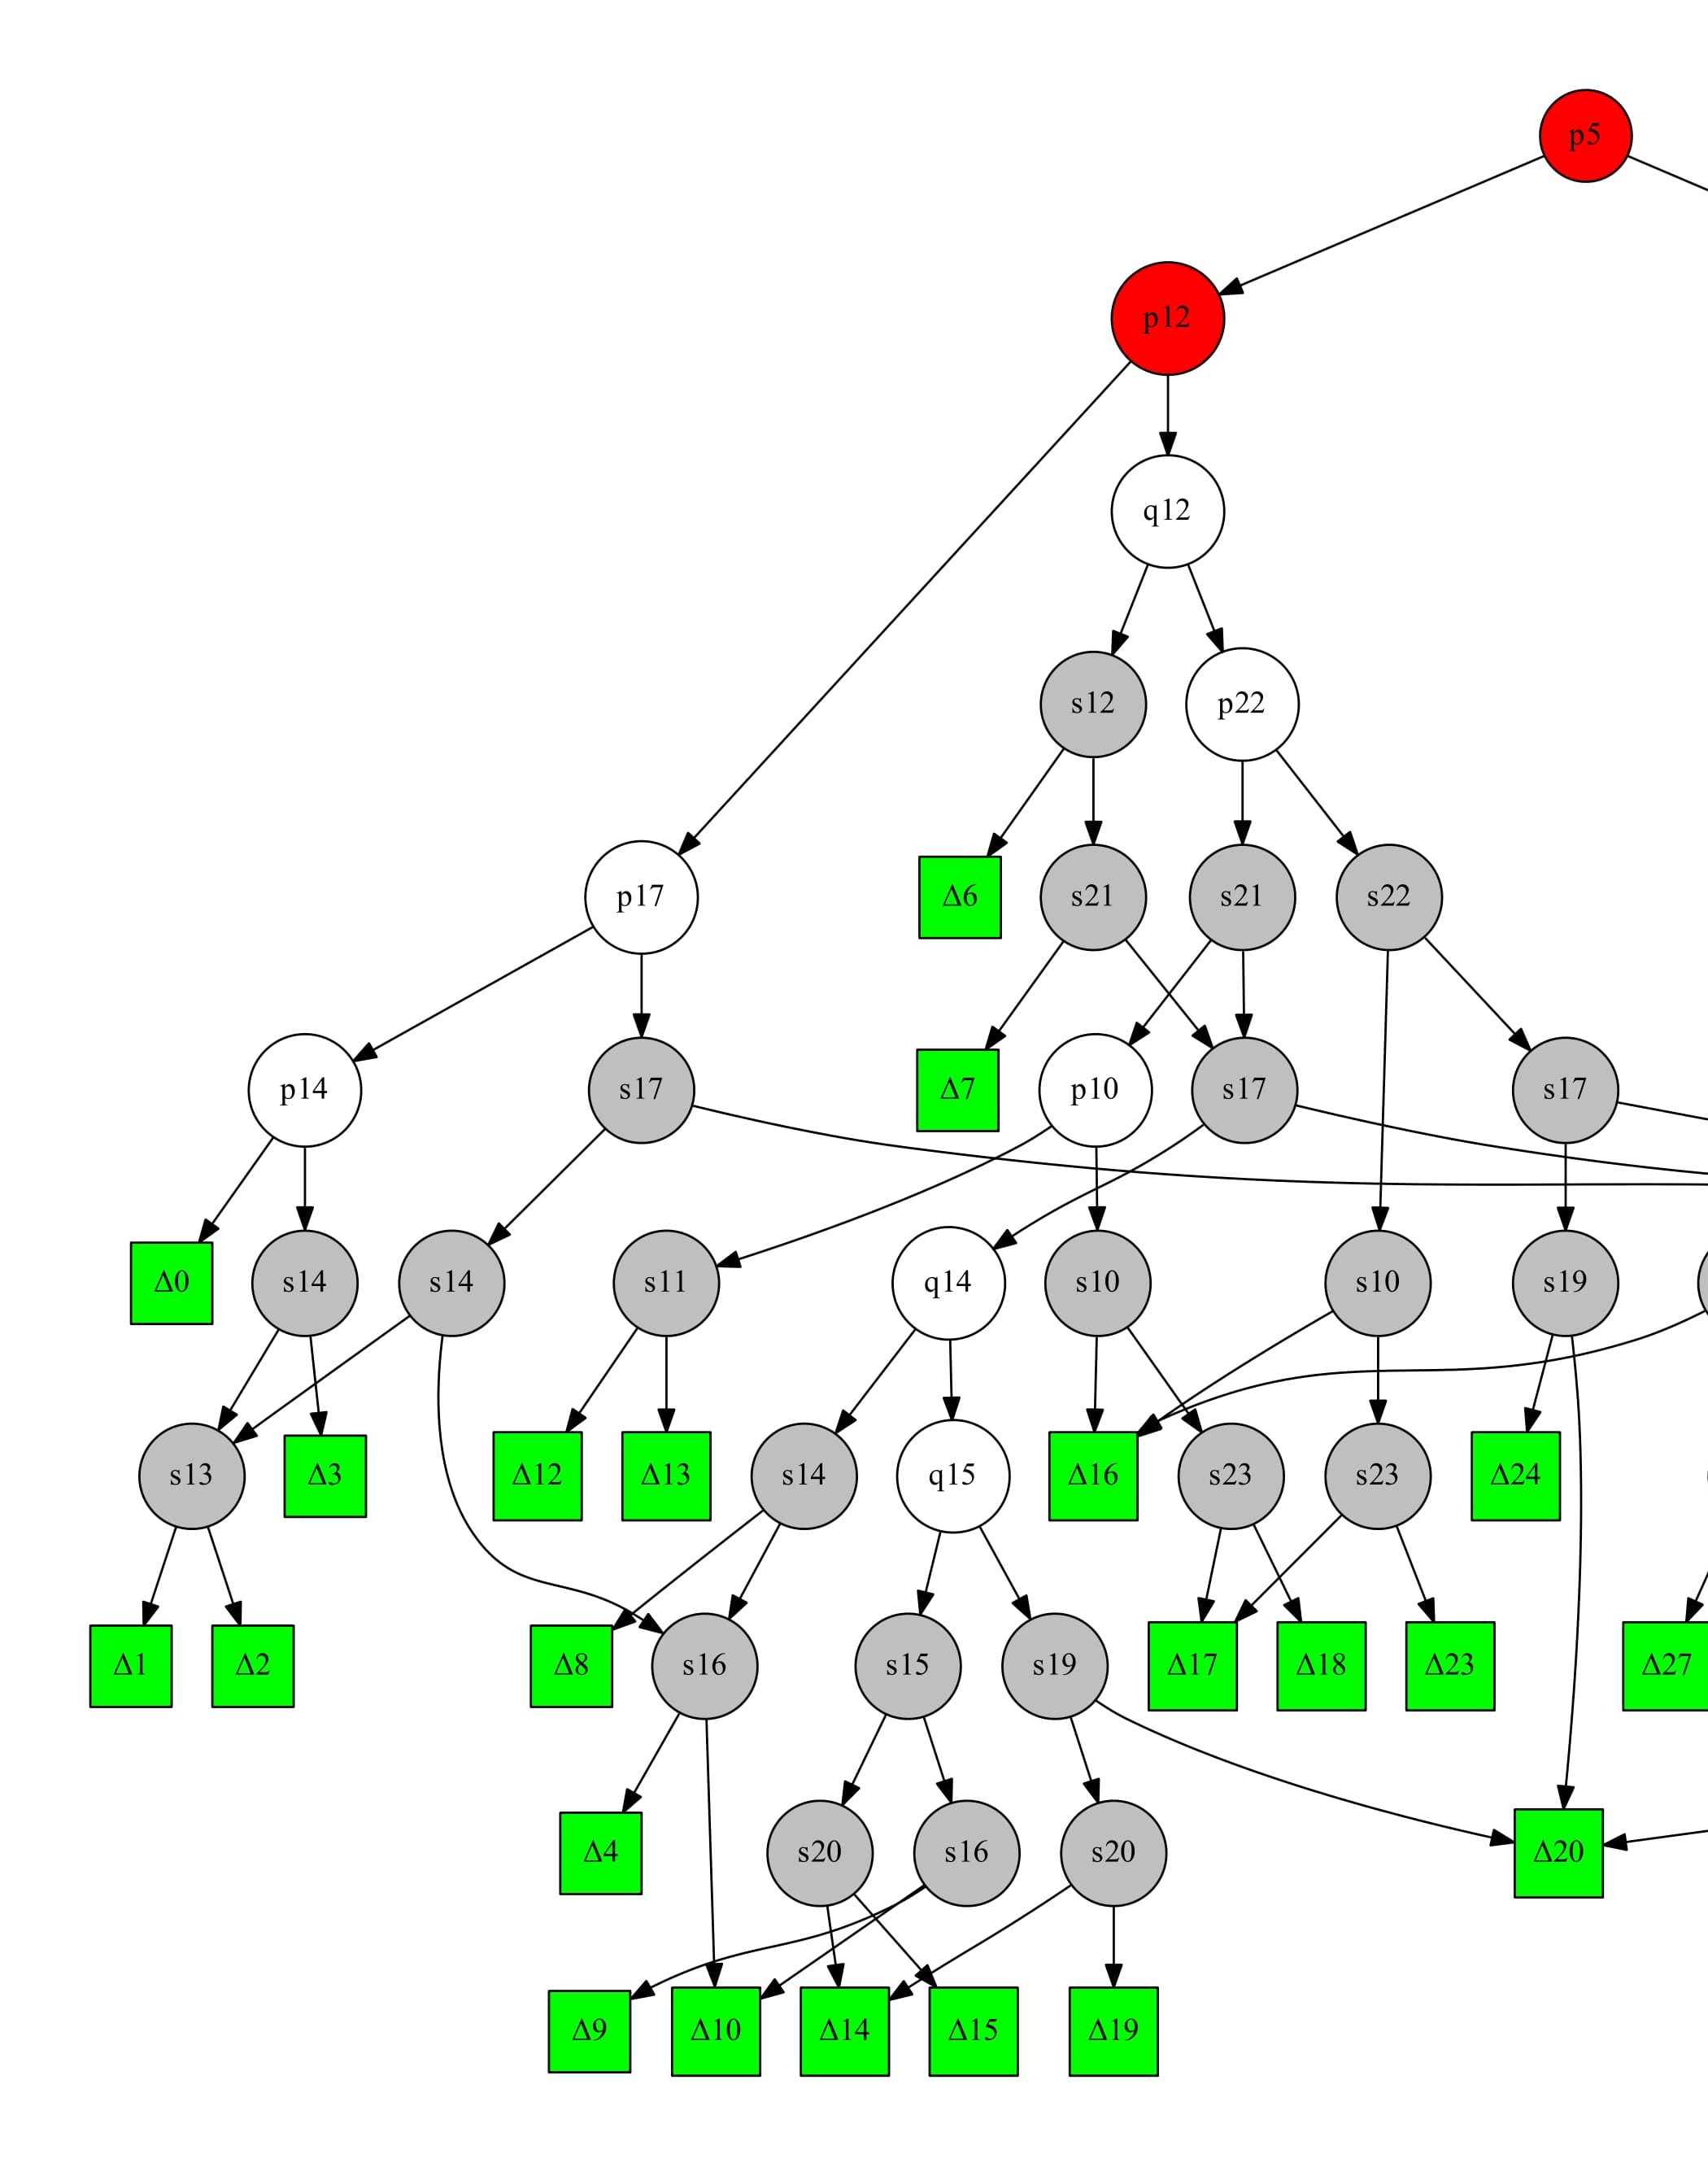 p5
p12
q12
s12 p22
p17 Δ6 s21 s21 s22
p14 s17 Δ7 p10 s17 s17
Δ0 s14 s14 s11 q14 s10 s10 s19
s13 Δ3 Δ12 Δ13 s14 q15 Δ16 s23 s23 Δ24
Δ1 Δ2 Δ8 s16 s15 s19 Δ17 Δ18 Δ23 Δ27
Δ4 s20 s16 s20 Δ20
Δ9 Δ10 Δ14 Δ15 Δ19